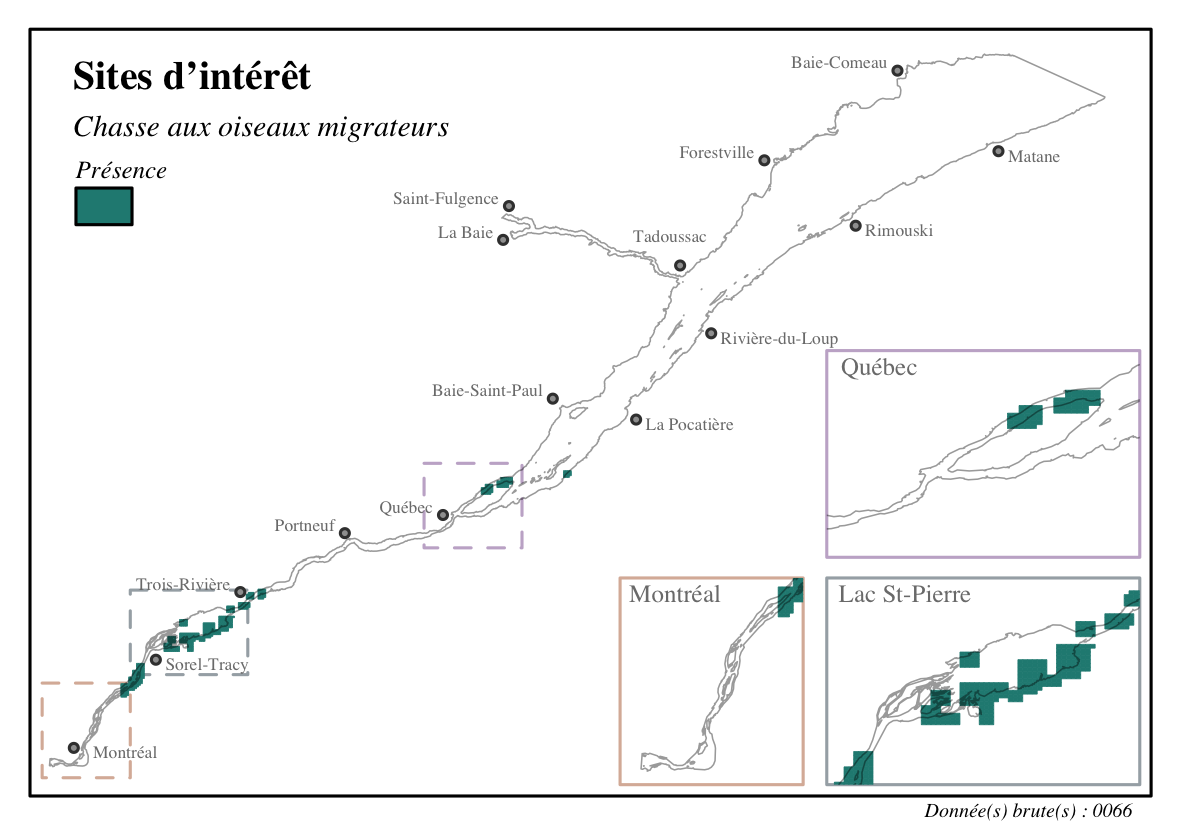 Sites d’intérêt
Chasse aux oiseaux migrateurs
Présence
Baie-Comeau
Forestville
Matane
Saint-Fulgence
La Baie
Tadoussac
Rimouski
Rivière-du-Loup
Baie-Saint-Paul
La Pocatière
Québec
Portneuf
Trois-Rivière
Sorel-Tracy
Montréal
Québec
Montréal
Lac St-Pierre
Donnée(s) brute(s) : 0066